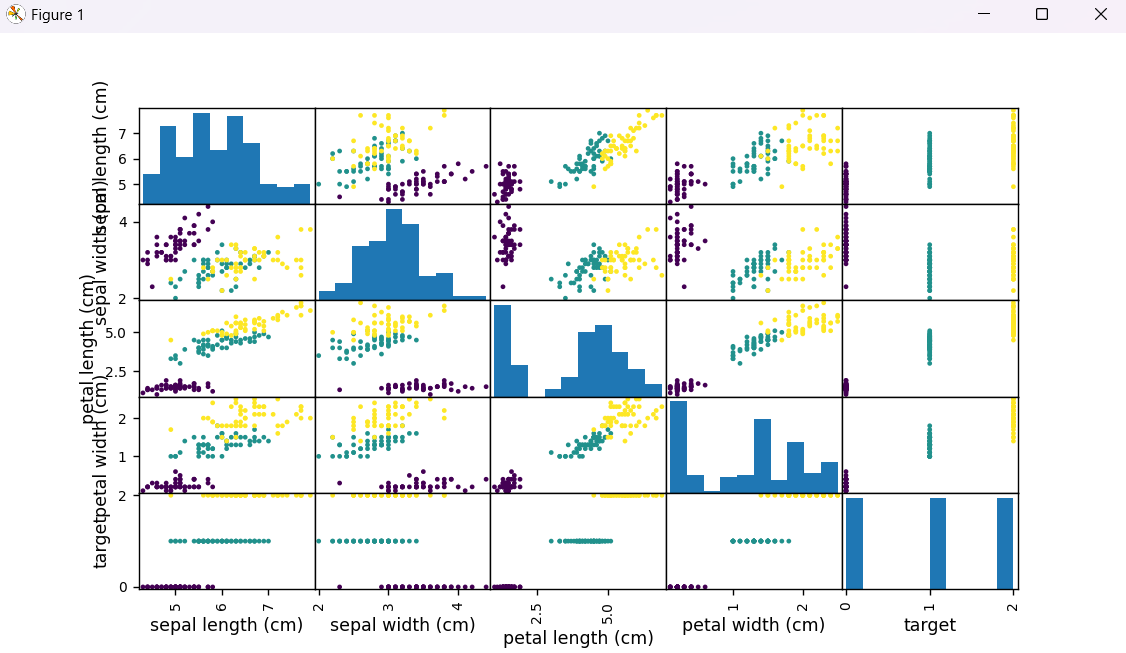 Figure 1
sepal length (cm)
7
6
5
sepal width (cm)
4
2
petal length (cm)
5.0
2.5
petal width (cm)
2
1
target
2
0
5 6 7 2 3 4 2.5 5.0 1 2 0 1 2
sepal length (cm) sepal width (cm) petal length (cm) petal width (cm) target